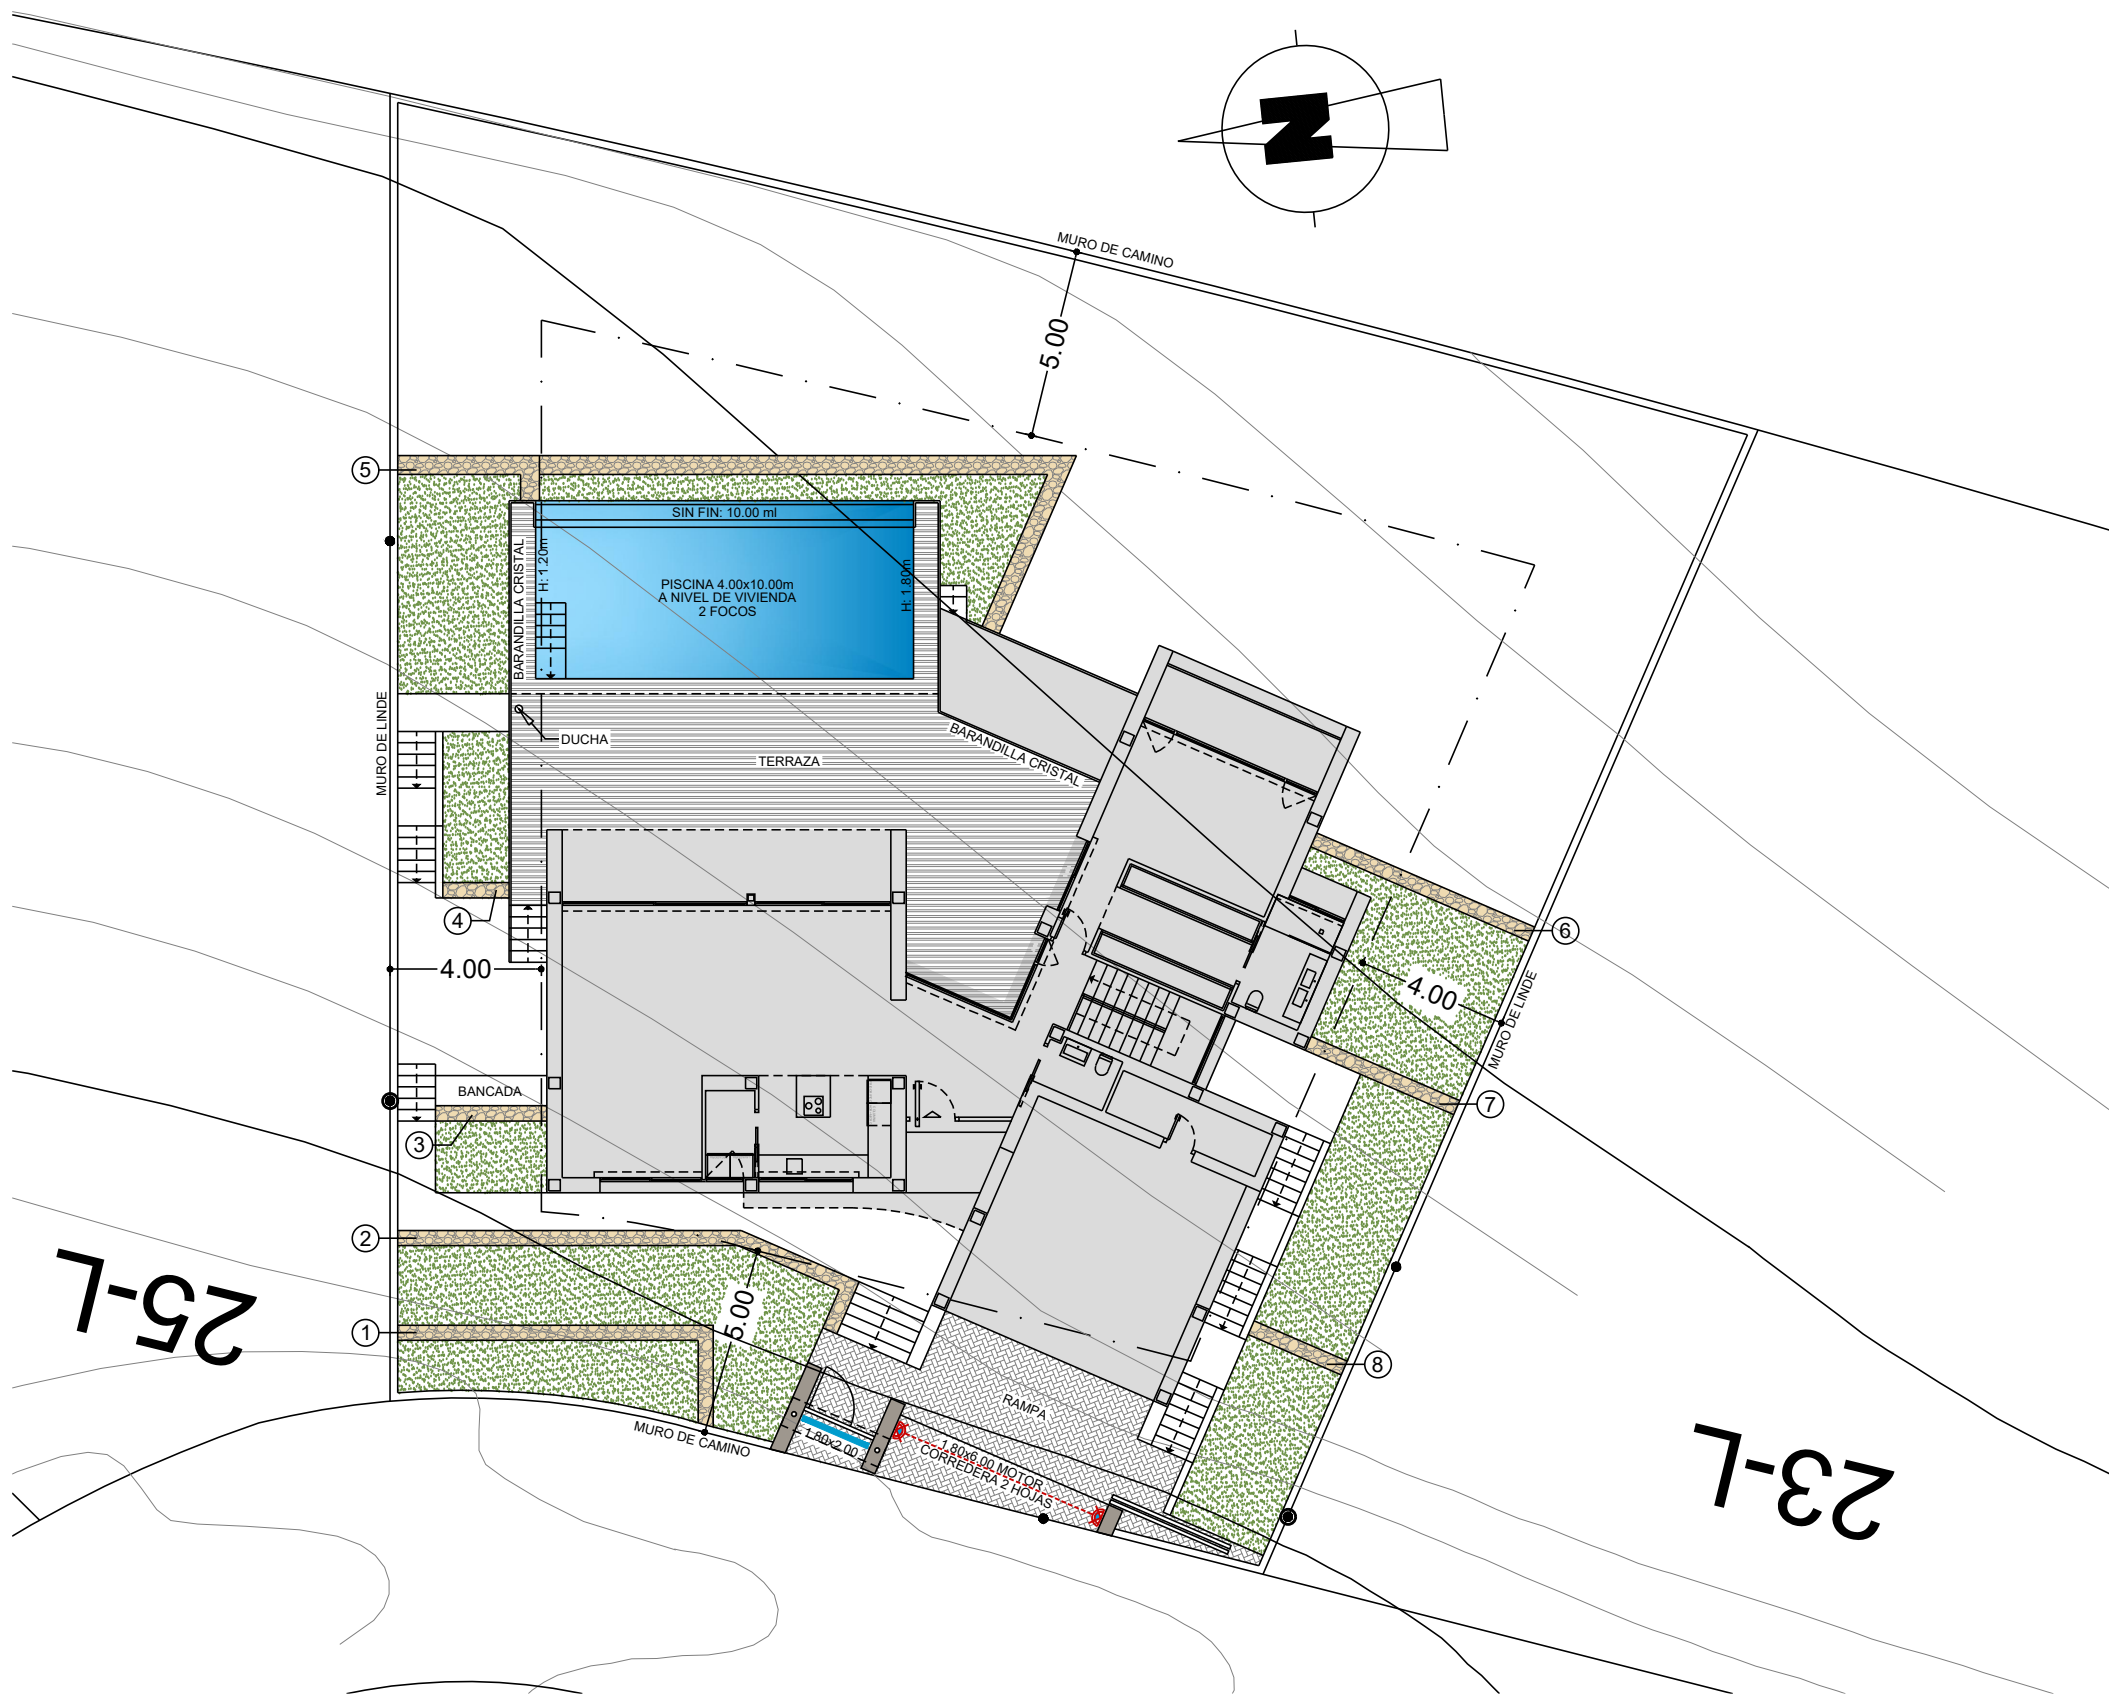 N
MURO DE CAMINO
5.00
5
SIN FIN: 10.00 ml
BARANDILLA CRISTAL
H: 1.20m
PISCINA 4.00x10.00m
A NIVEL DE VIVIENDA
2 FOCOS
H: 1.80m
MURO DE LINDE
DUCHA
TERRAZA
BARANDILLA CRISTAL
4
6
4.00
4.00
MURO DE LINDE
BANCADA
7
3
2
25-L
5.00
1
8
RAMPA
MURO DE CAMINO
1.80x2.00
1.80x6.00 MOTOR
CORREDERA 2 HOJAS
23-L